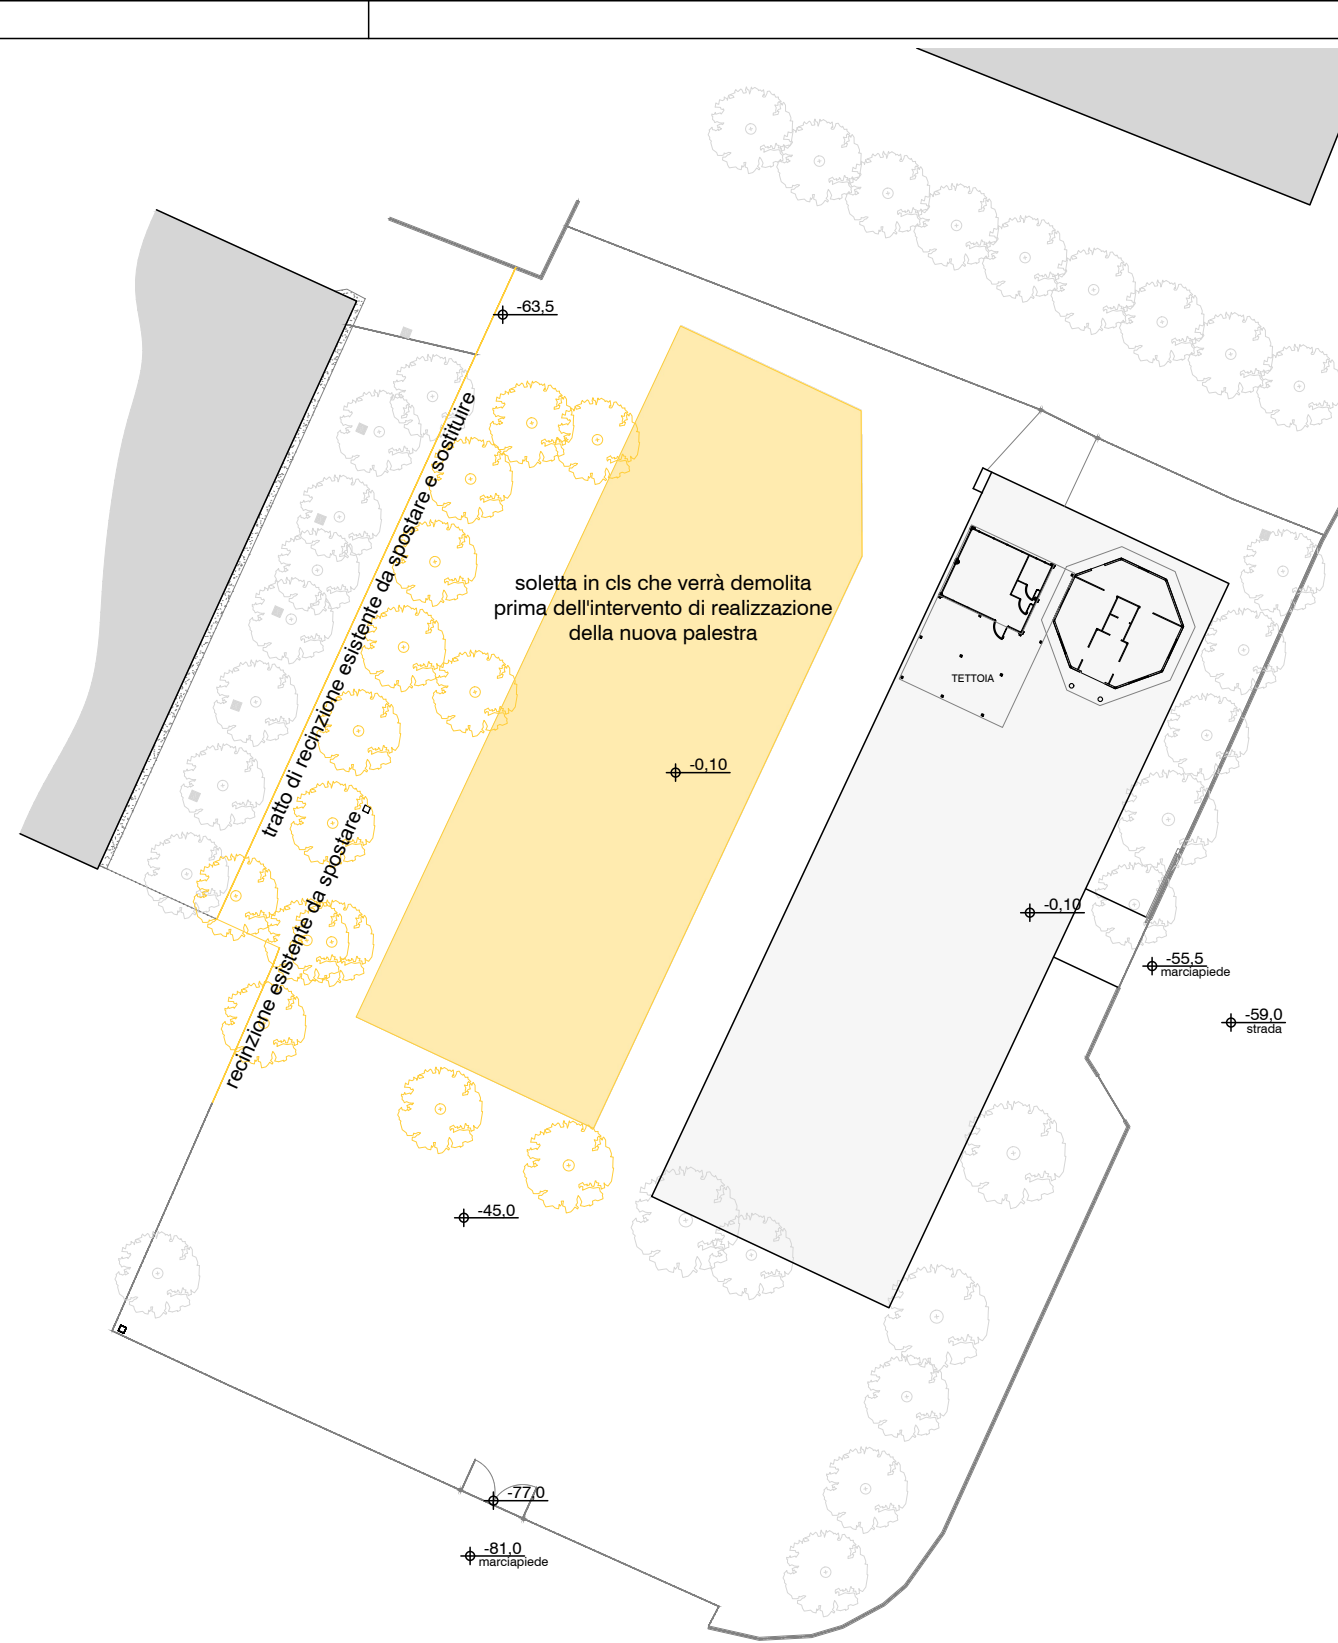 -63,5
tratto di recinzione esistente da spostare e sostituire
soletta in cls che verrà demolita
prima dell'intervento di realizzazione
della nuova palestra
TETTOIA
-0,10
recinzione esistente da spostare
-0,10
-55,5
marciapiede
-59,0
strada
-45,0
-77,0
-81,0
marciapiede